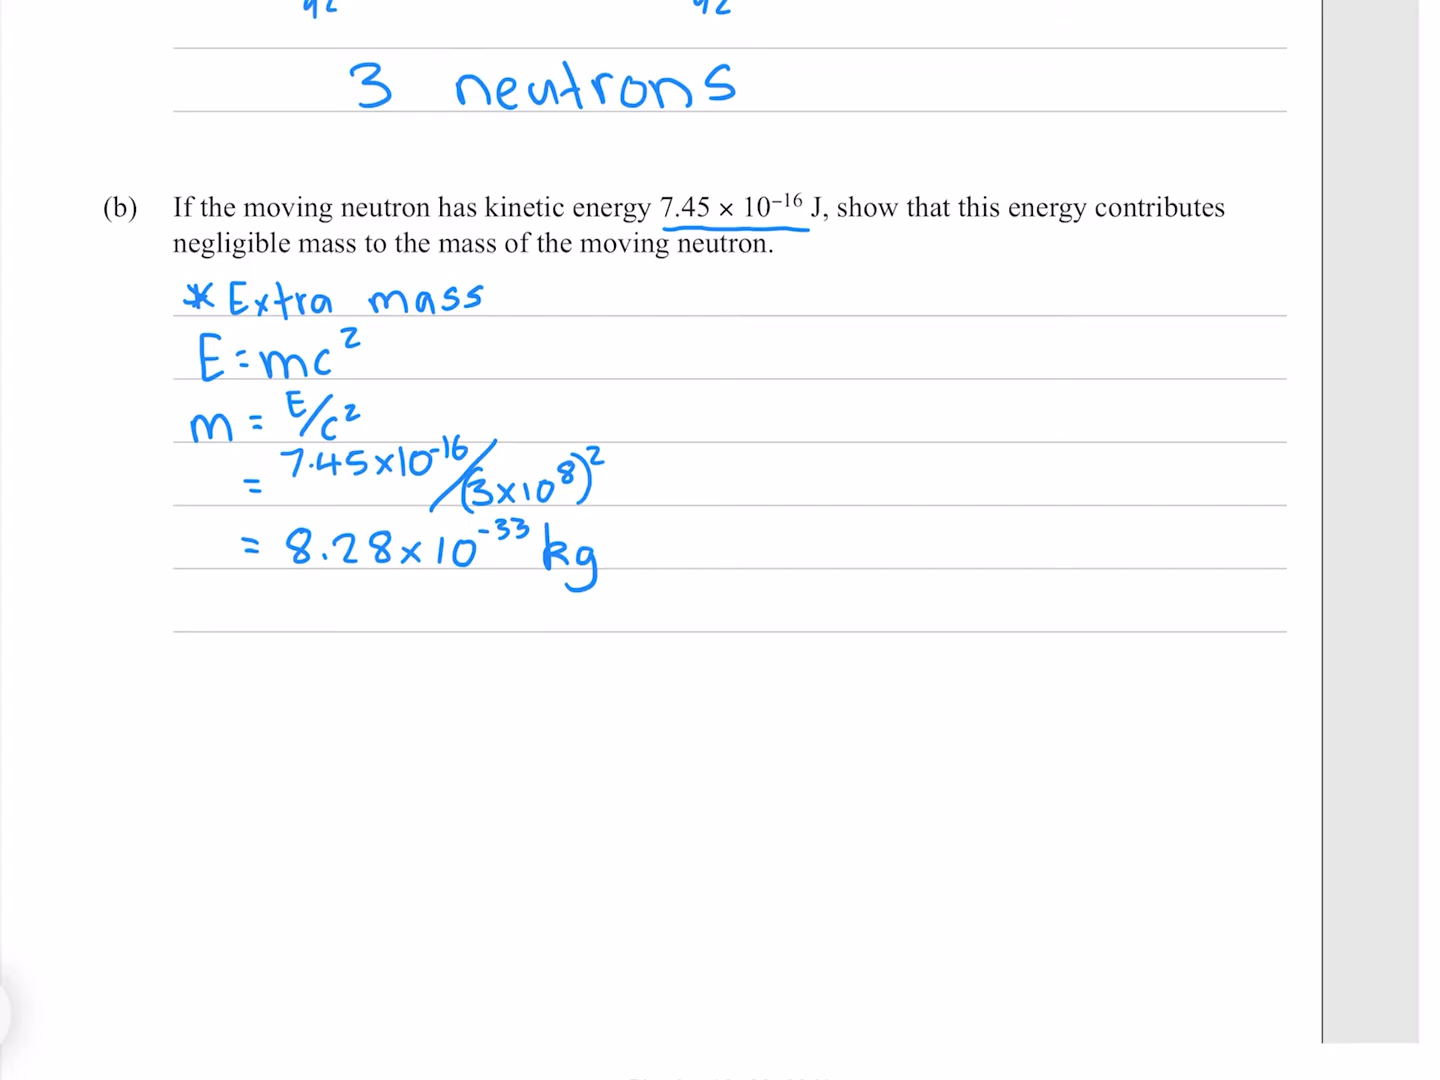 92 92
3 neutrons
(b) If the moving neutron has kinetic energy 7.45 × 10⁻¹⁶ J, show that this energy contributes
negligible mass to the mass of the moving neutron.
* Extra mass
E = mc²
m = E/c²
= 7.45×10⁻¹⁶/(3×10⁸)²
= 8.28×10⁻³³ kg